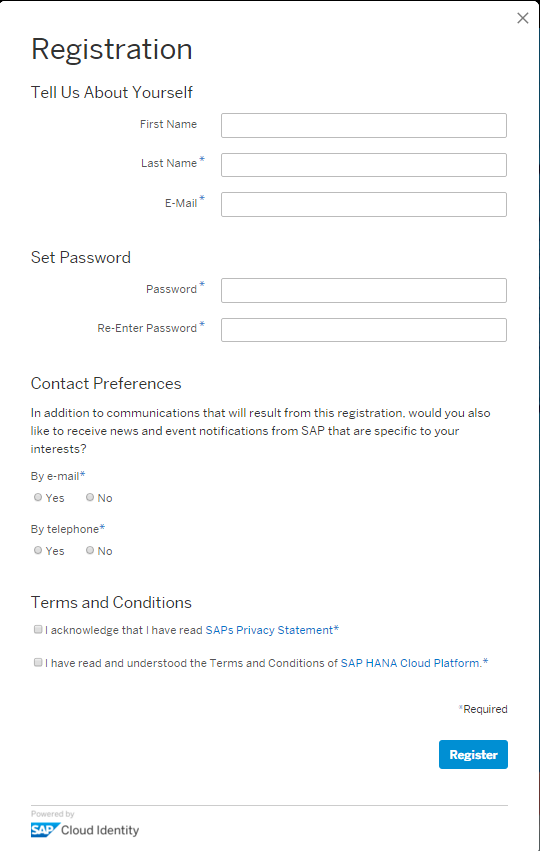 Registration
Tell Us About Yourself
First Name
Last Name*
E-Mail*
Set Password
Password*
Re-Enter Password*
Contact Preferences
In addition to communications that will result from this registration, would you also
like to receive news and event notifications from SAP that are specific to your
interests?
By e-mail*
Yes No
By telephone*
Yes No
Terms and Conditions
I acknowledge that I have read SAPs Privacy Statement*
I have read and understood the Terms and Conditions of SAP HANA Cloud Platform.*
*Required
Register
Powered by
SAP Cloud Identity